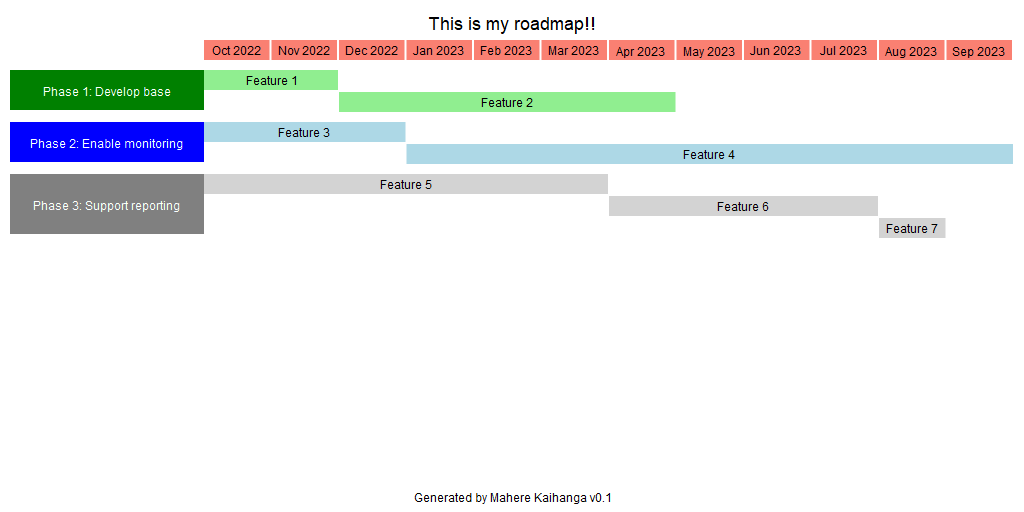 This is my roadmap!!
Oct 2022 Nov 2022 Dec 2022 Jan 2023 Feb 2023 Mar 2023 Apr 2023 May 2023 Jun 2023 Jul 2023 Aug 2023 Sep 2023
Feature 1
Phase 1: Develop base
Feature 2
Feature 3
Phase 2: Enable monitoring
Feature 4
Feature 5
Phase 3: Support reporting
Feature 6
Feature 7
Generated by Mahere Kaihanga v0.1